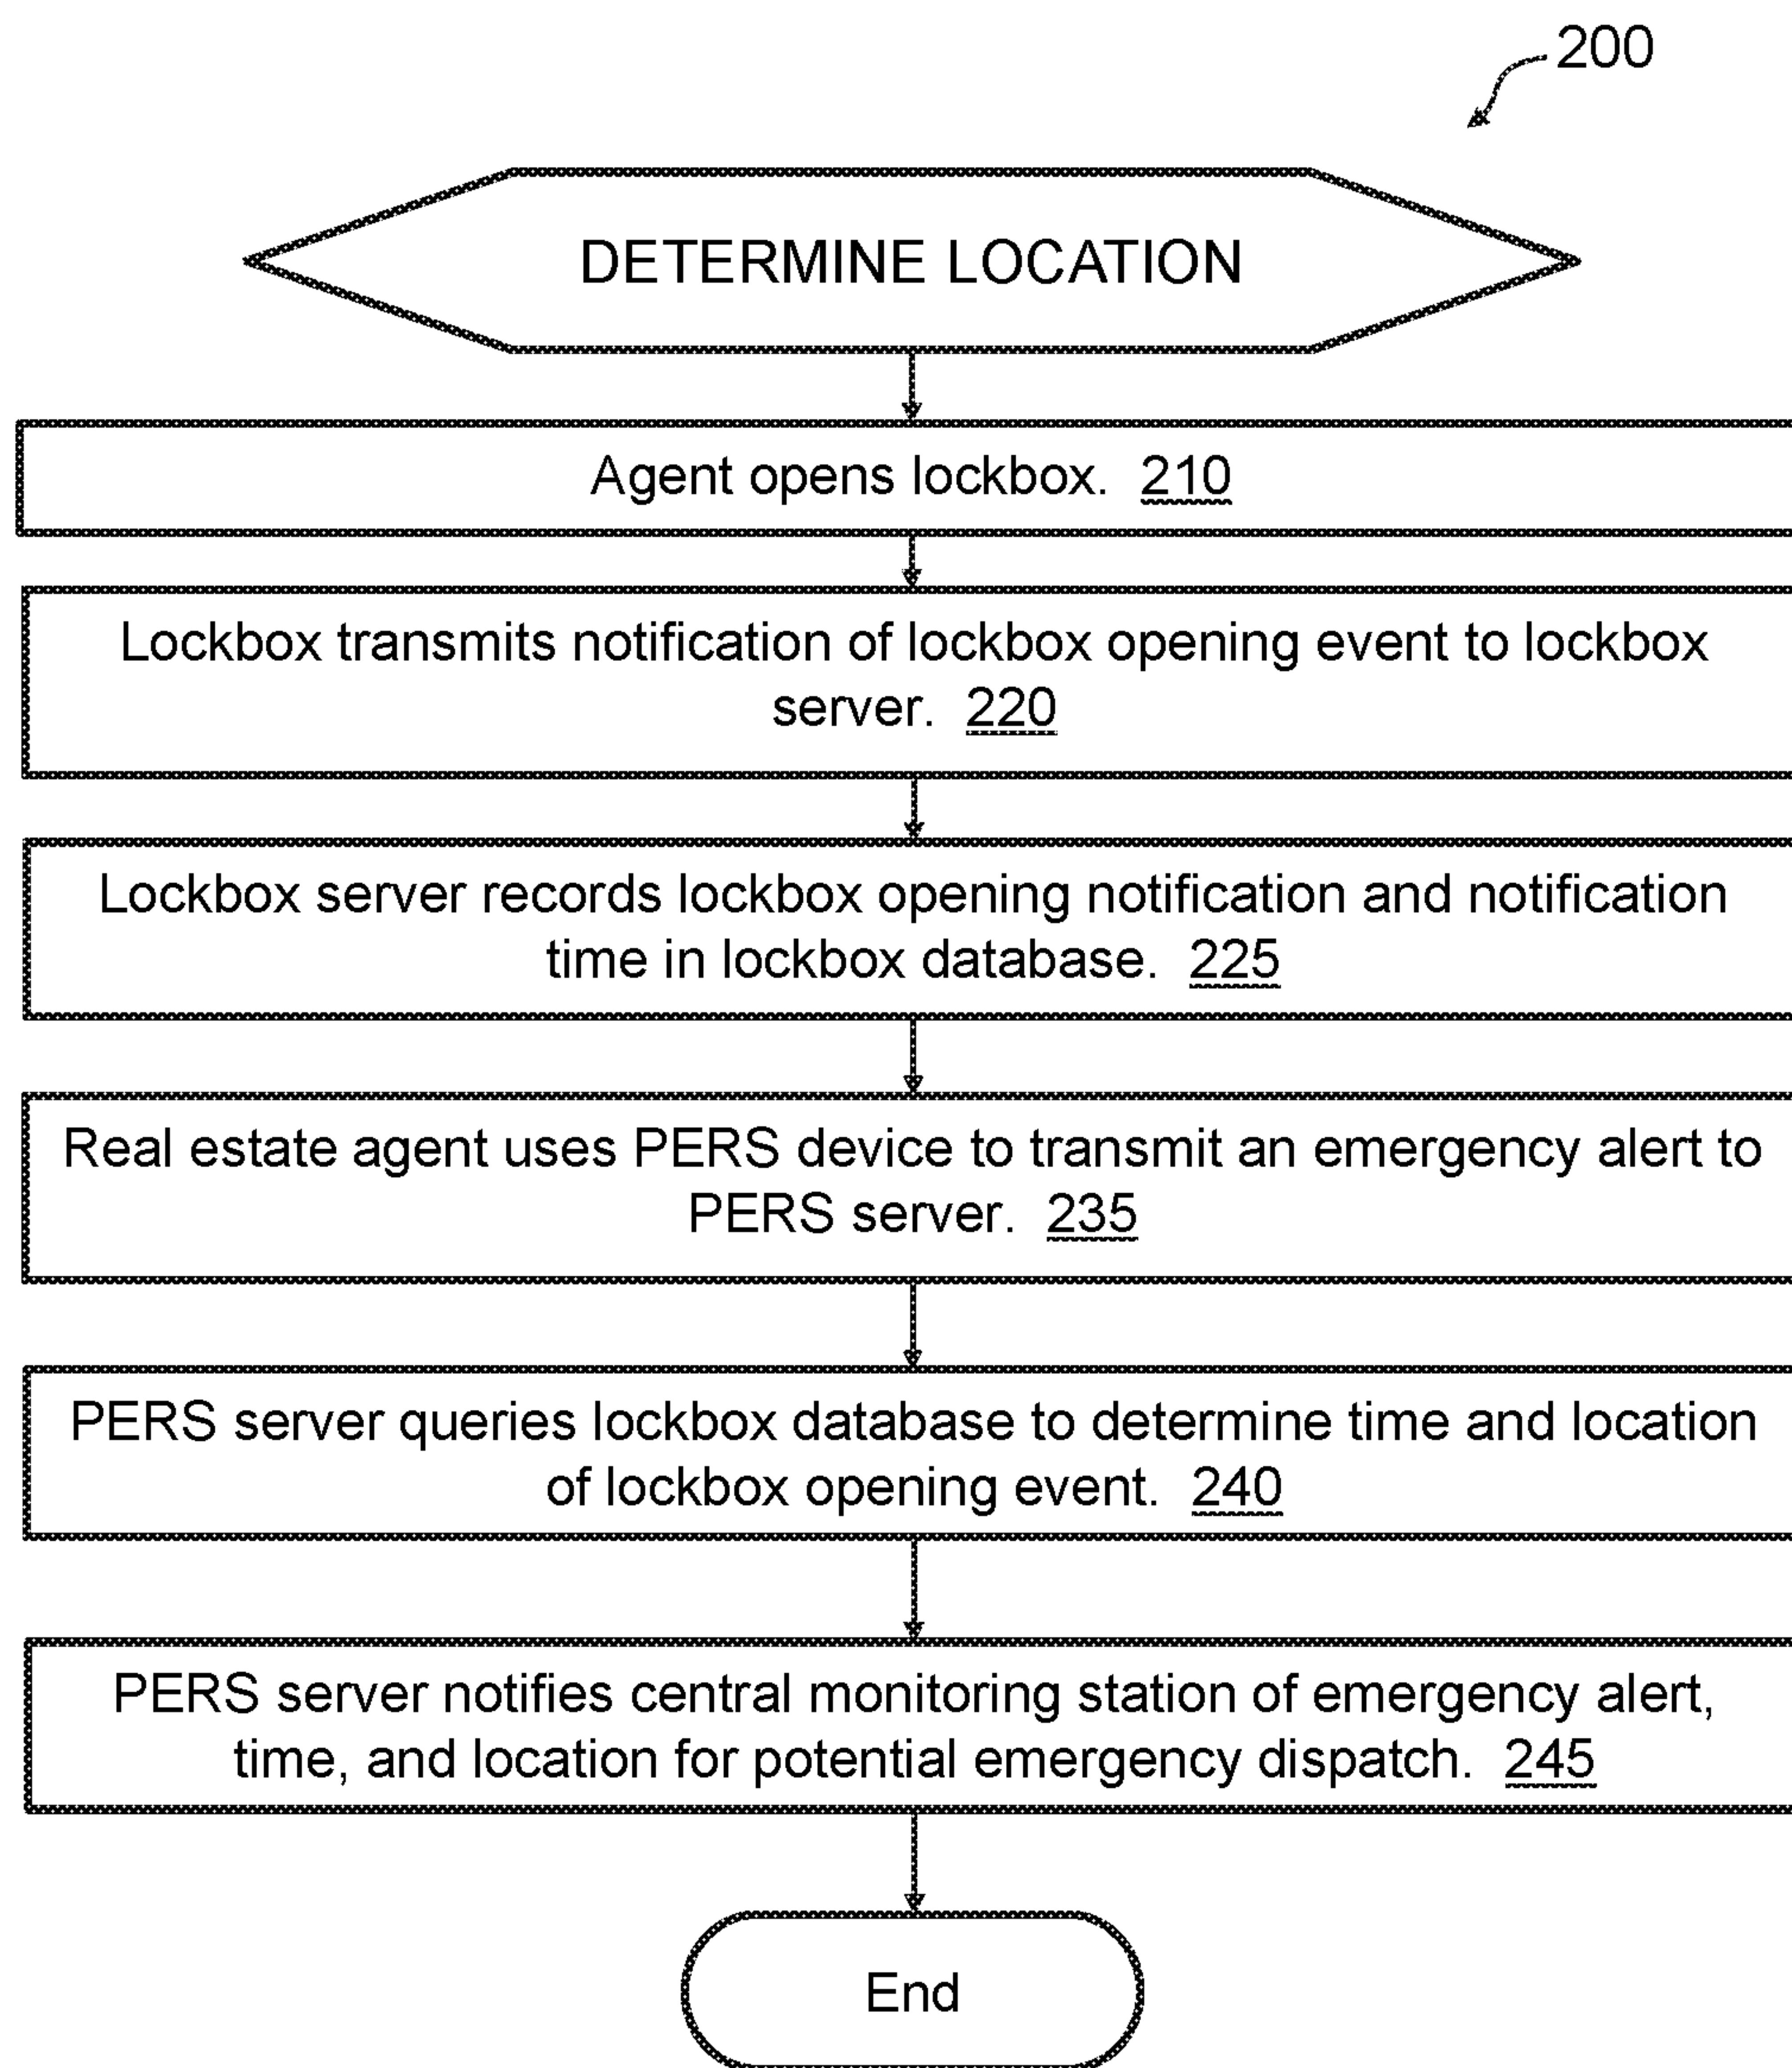 200
DETERMINE LOCATION
Agent opens lockbox. 210
Lockbox transmits notification of lockbox opening event to lockbox
server. 220
Lockbox server records lockbox opening notification and notification
time in lockbox database. 225
Real estate agent uses PERS device to transmit an emergency alert to
PERS server. 235
PERS server queries lockbox database to determine time and location
of lockbox opening event. 240
PERS server notifies central monitoring station of emergency alert,
time, and location for potential emergency dispatch. 245
End